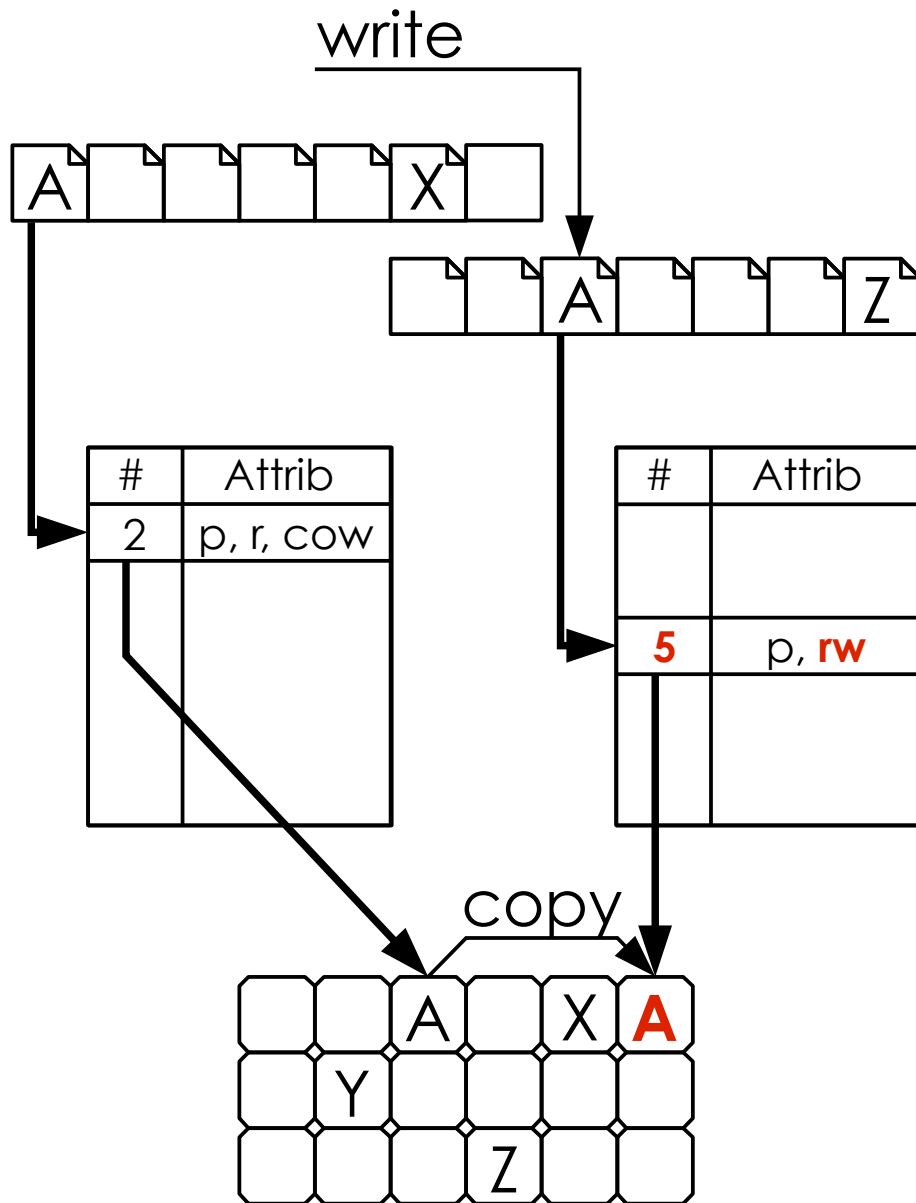 write
A X
A Z
# Attrib
2 p, r, cow
# Attrib
5 p, rw
copy
A X A
Y
Z